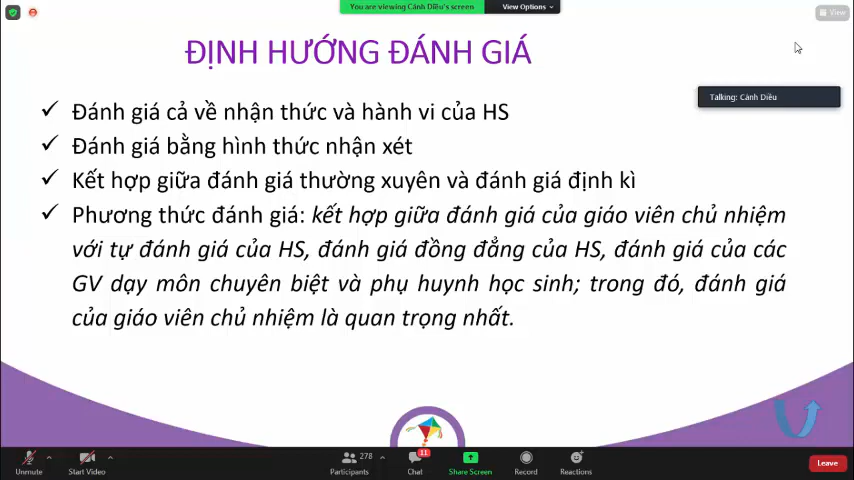 You are viewing Cánh Diều's screen
View Options
View
ĐỊNH HƯỚNG ĐÁNH GIÁ
Talking: Cánh Diều
✓ Đánh giá cả về nhận thức và hành vi của HS
✓ Đánh giá bằng hình thức nhận xét
✓ Kết hợp giữa đánh giá thường xuyên và đánh giá định kì
✓ Phương thức đánh giá: kết hợp giữa đánh giá của giáo viên chủ nhiệm
với tự đánh giá của HS, đánh giá đồng đẳng của HS, đánh giá của các
GV dạy môn chuyên biệt và phụ huynh học sinh; trong đó, đánh giá
của giáo viên chủ nhiệm là quan trọng nhất.
278
11
Unmute
Start Video
Participants
Chat
Share Screen
Record
Reactions
Leave